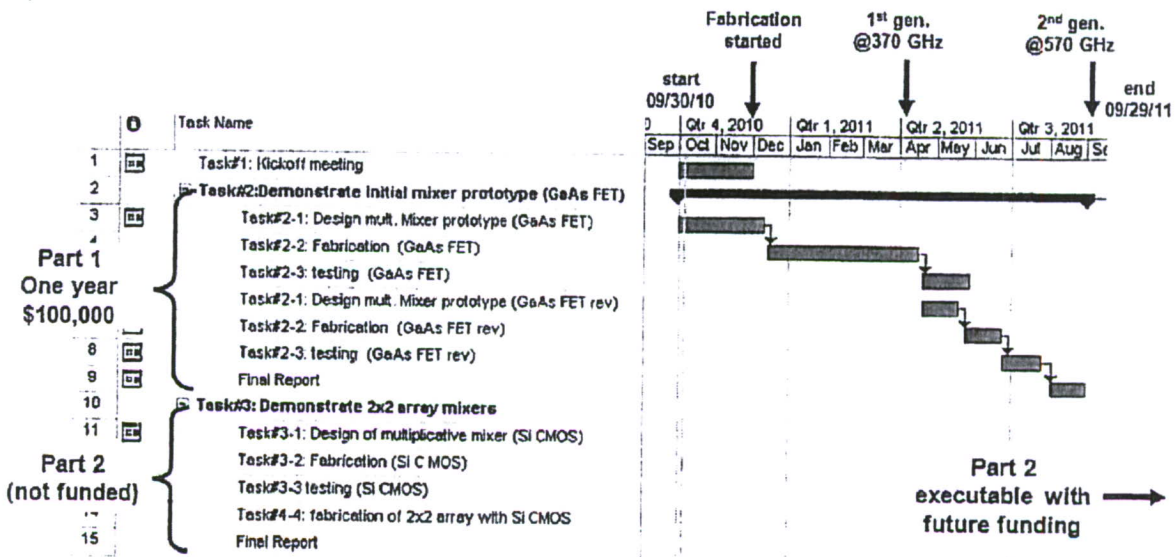 Fabrication started
1st gen. @370 GHz
2nd gen. @570 GHz
start 09/30/10
end 09/29/11
Task Name
Qtr 4, 2010 Qtr 1, 2011 Qtr 2, 2011 Qtr 3, 2011
Sep Oct Nov Dec Jan Feb Mar Apr May Jun Jul Aug
1 Task#1: Kickoff meeting
2 Task#2:Demonstrate Initial mixer prototype (GaAs FET)
3 Task#2-1: Design mult. Mixer prototype (GaAs FET)
Task#2-2: Fabrication (GaAs FET)
Task#2-3: testing (GaAs FET)
Task#2-1: Design mult. Mixer prototype (GaAs FET rev)
Task#2-2: Fabrication (GaAs FET rev)
8 Task#2-3: testing (GaAs FET rev)
9 Final Report
Part 1
One year
$100,000
10 Task#3: Demonstrate 2x2 array mixers
11 Task#3-1: Design of multiplicative mixer (Si CMOS)
Task#3-2: Fabrication (Si C MOS)
Task#3-3 testing (Si CMOS)
Task#4-4: fabrication of 2x2 array with Si CMOS
15 Final Report
Part 2
(not funded)
Part 2
executable with
future funding